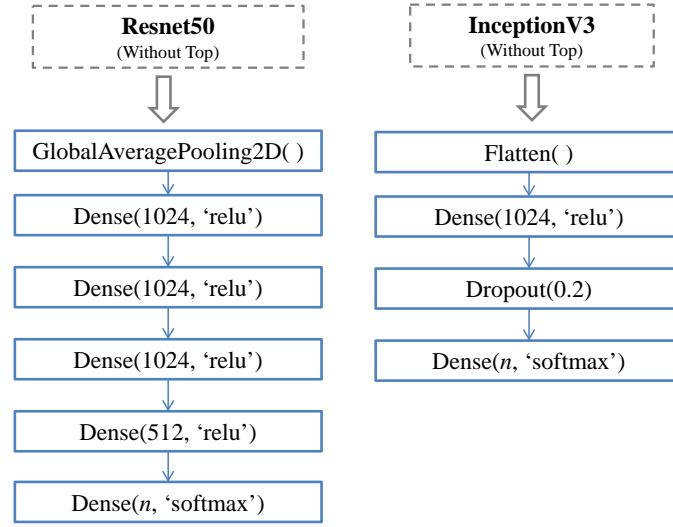 Resnet50
(Without Top)
GlobalAveragePooling2D( )
Dense(1024, ‘relu’)
Dense(1024, ‘relu’)
Dense(1024, ‘relu’)
Dense(512, ‘relu’)
Dense(n, ‘softmax’)
InceptionV3
(Without Top)
Flatten( )
Dense(1024, ‘relu’)
Dropout(0.2)
Dense(n, ‘softmax’)